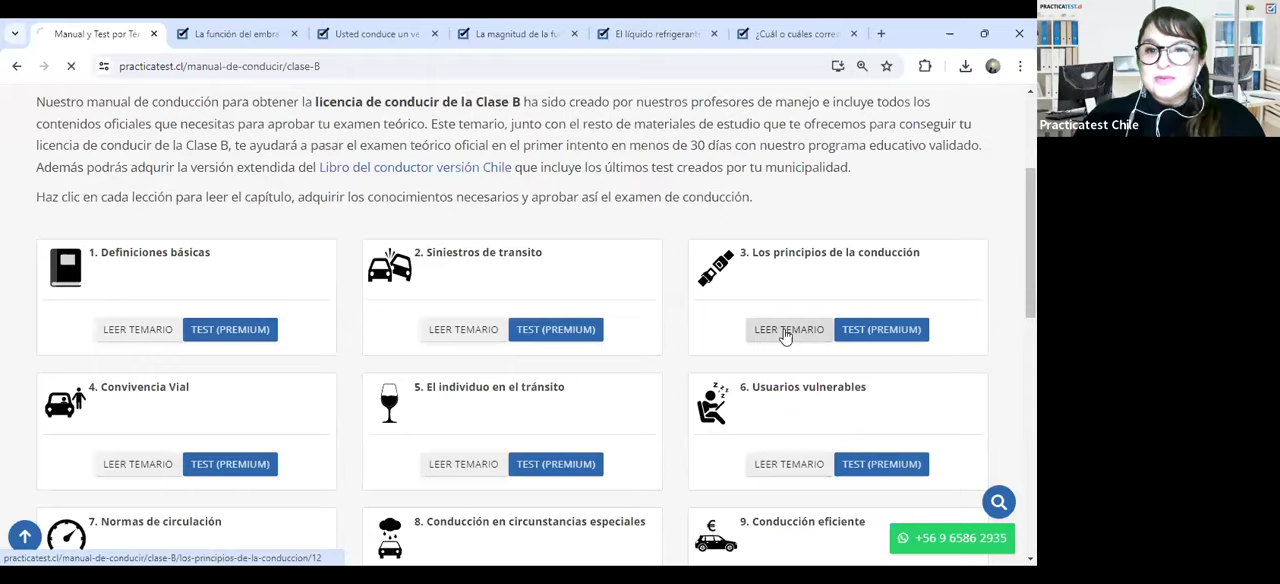 Manual y Test por Te
La función del embra
Usted conduce un ve
La magnitud de la fu
El líquido refrigerante
¿Cuál o cuáles corres
practicatest.cl/manual-de-conducir/clase-B
PRACTICATEST.cl
Practicatest Chile
Nuestro manual de conducción para obtener la licencia de conducir de la Clase B ha sido creado por nuestros profesores de manejo e incluye todos los
contenidos oficiales que necesitas para aprobar tu examen teórico. Este temario, junto con el resto de materiales de estudio que te ofrecemos para conseguir tu
licencia de conducir de la Clase B, te ayudará a pasar el examen teórico oficial en el primer intento en menos de 30 días con nuestro programa educativo validado.
Además podrás adqurir la versión extendida del Libro del conductor versión Chile que incluye los últimos test creados por tu municipalidad.
Haz clic en cada lección para leer el capítulo, adquirir los conocimientos necesarios y aprobar así el examen de conducción.
1. Definiciones básicas
LEER TEMARIO TEST (PREMIUM)
2. Siniestros de transito
LEER TEMARIO TEST (PREMIUM)
3. Los principios de la conducción
LEER TEMARIO TEST (PREMIUM)
4. Convivencia Vial
LEER TEMARIO TEST (PREMIUM)
5. El individuo en el tránsito
LEER TEMARIO TEST (PREMIUM)
6. Usuarios vulnerables
LEER TEMARIO TEST (PREMIUM)
7. Normas de circulación
8. Conducción en circunstancias especiales
9. Conducción eficiente
+56 9 6586 2935
practicatest.cl/manual-de-conducir/clase-B/los-principios-de-la-conduccion/12